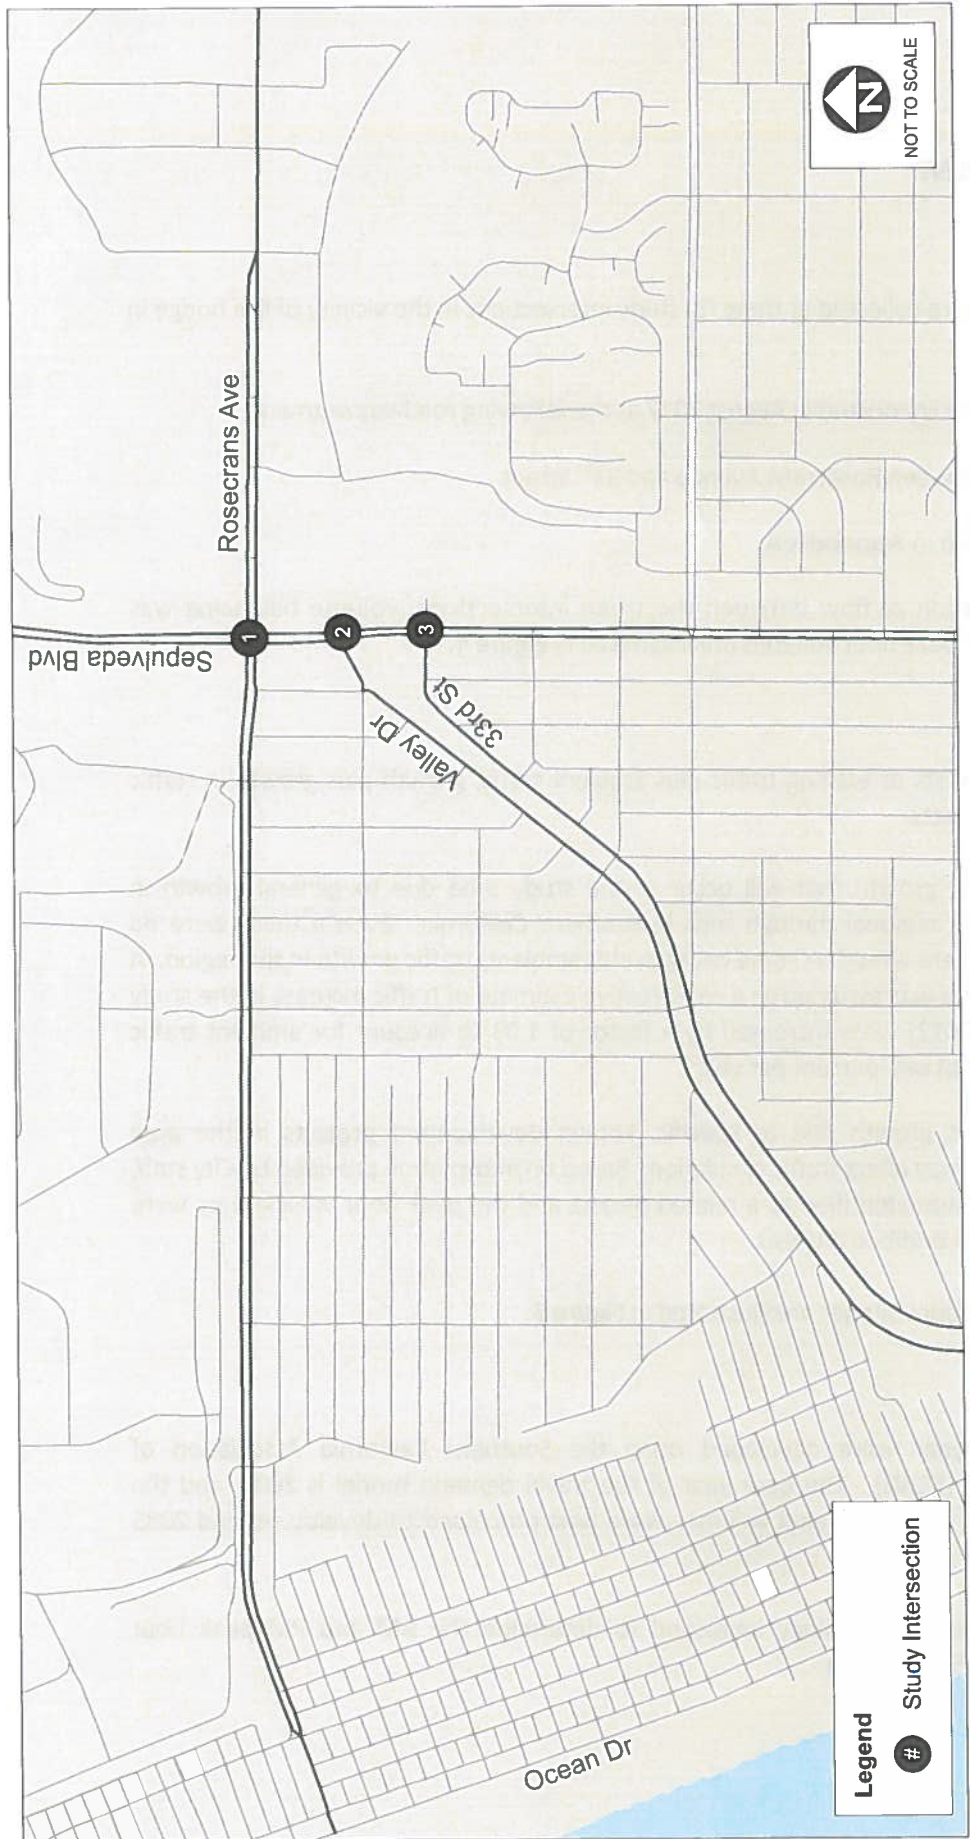 Rosecrans Ave
Sepulveda Blvd
1
2
3
Valley Dr
33rd St
Ocean Dr
N
NOT TO SCALE
Legend
# Study Intersection